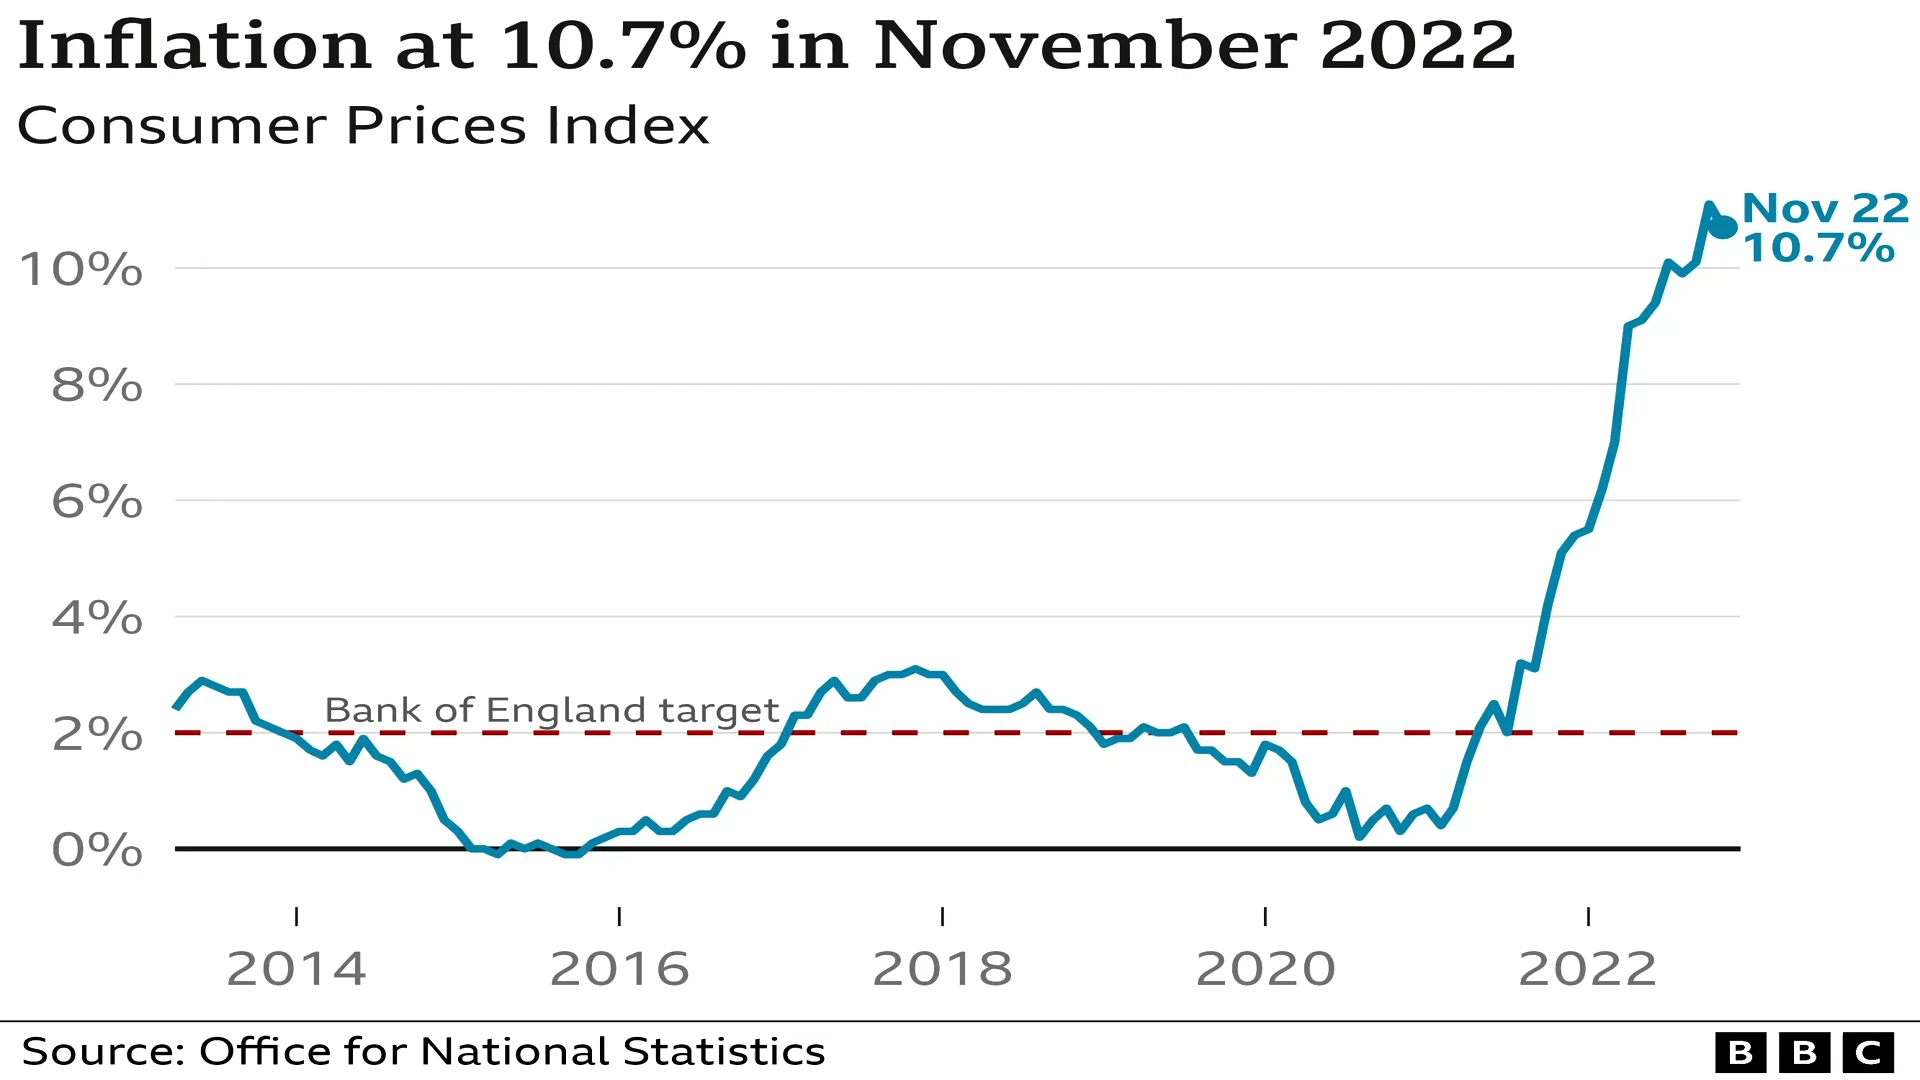 Inflation at 10.7% in November 2022
Consumer Prices Index
Nov 22
10.7%
10%
8%
6%
4%
Bank of England target
2%
0%
2014 2016 2018 2020 2022
Source: Office for National Statistics
BBC